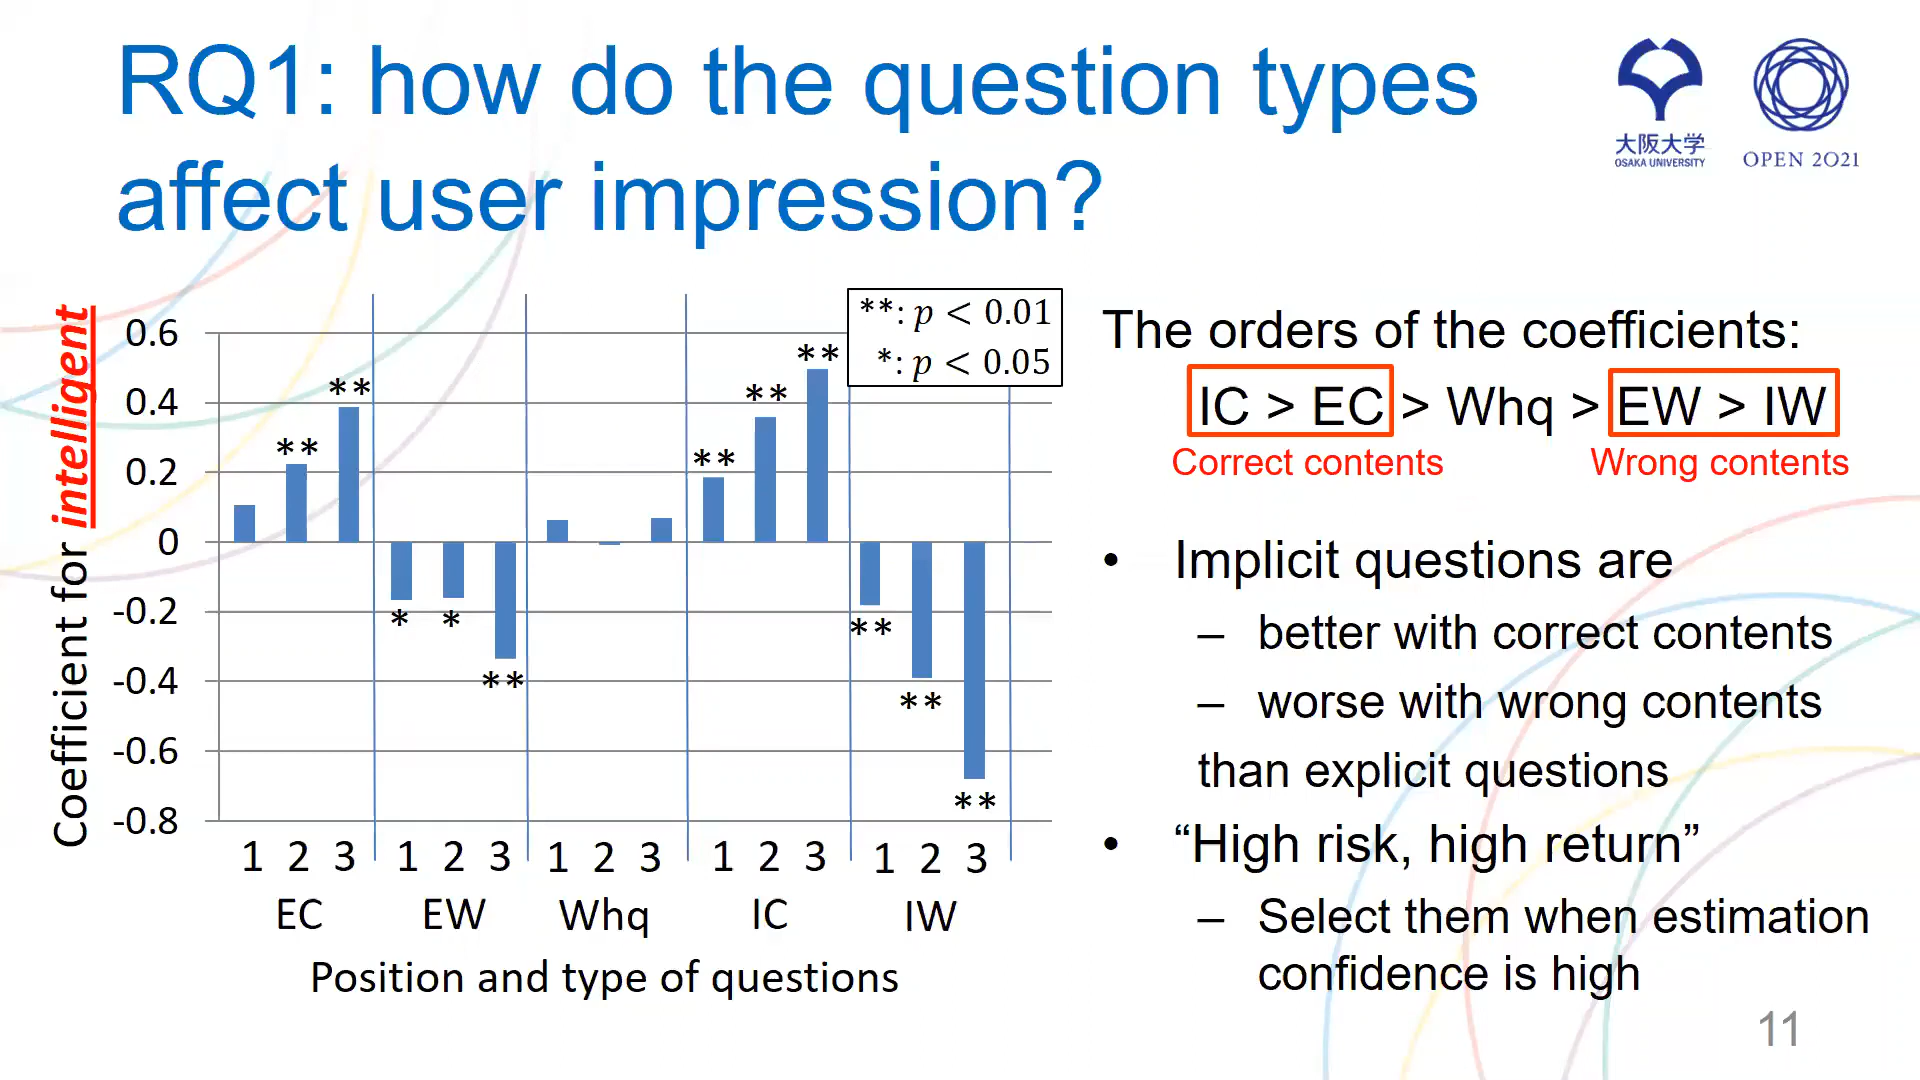 RQ1: how do the question types
affect user impression?
大阪大学
OSAKA UNIVERSITY
OPEN 2O21
Coefficient for intelligent
**: p < 0.01
*: p < 0.05
0.6
0.4
0.2
0
-0.2
-0.4
-0.6
-0.8
** ** * * ** ** ** ** ** ** **
1 2 3 1 2 3 1 2 3 1 2 3 1 2 3
EC EW Whq IC IW
Position and type of questions
The orders of the coefficients:
IC > EC > Whq > EW > IW
Correct contents Wrong contents
• Implicit questions are
– better with correct contents
– worse with wrong contents
than explicit questions
• “High risk, high return”
– Select them when estimation
confidence is high
11